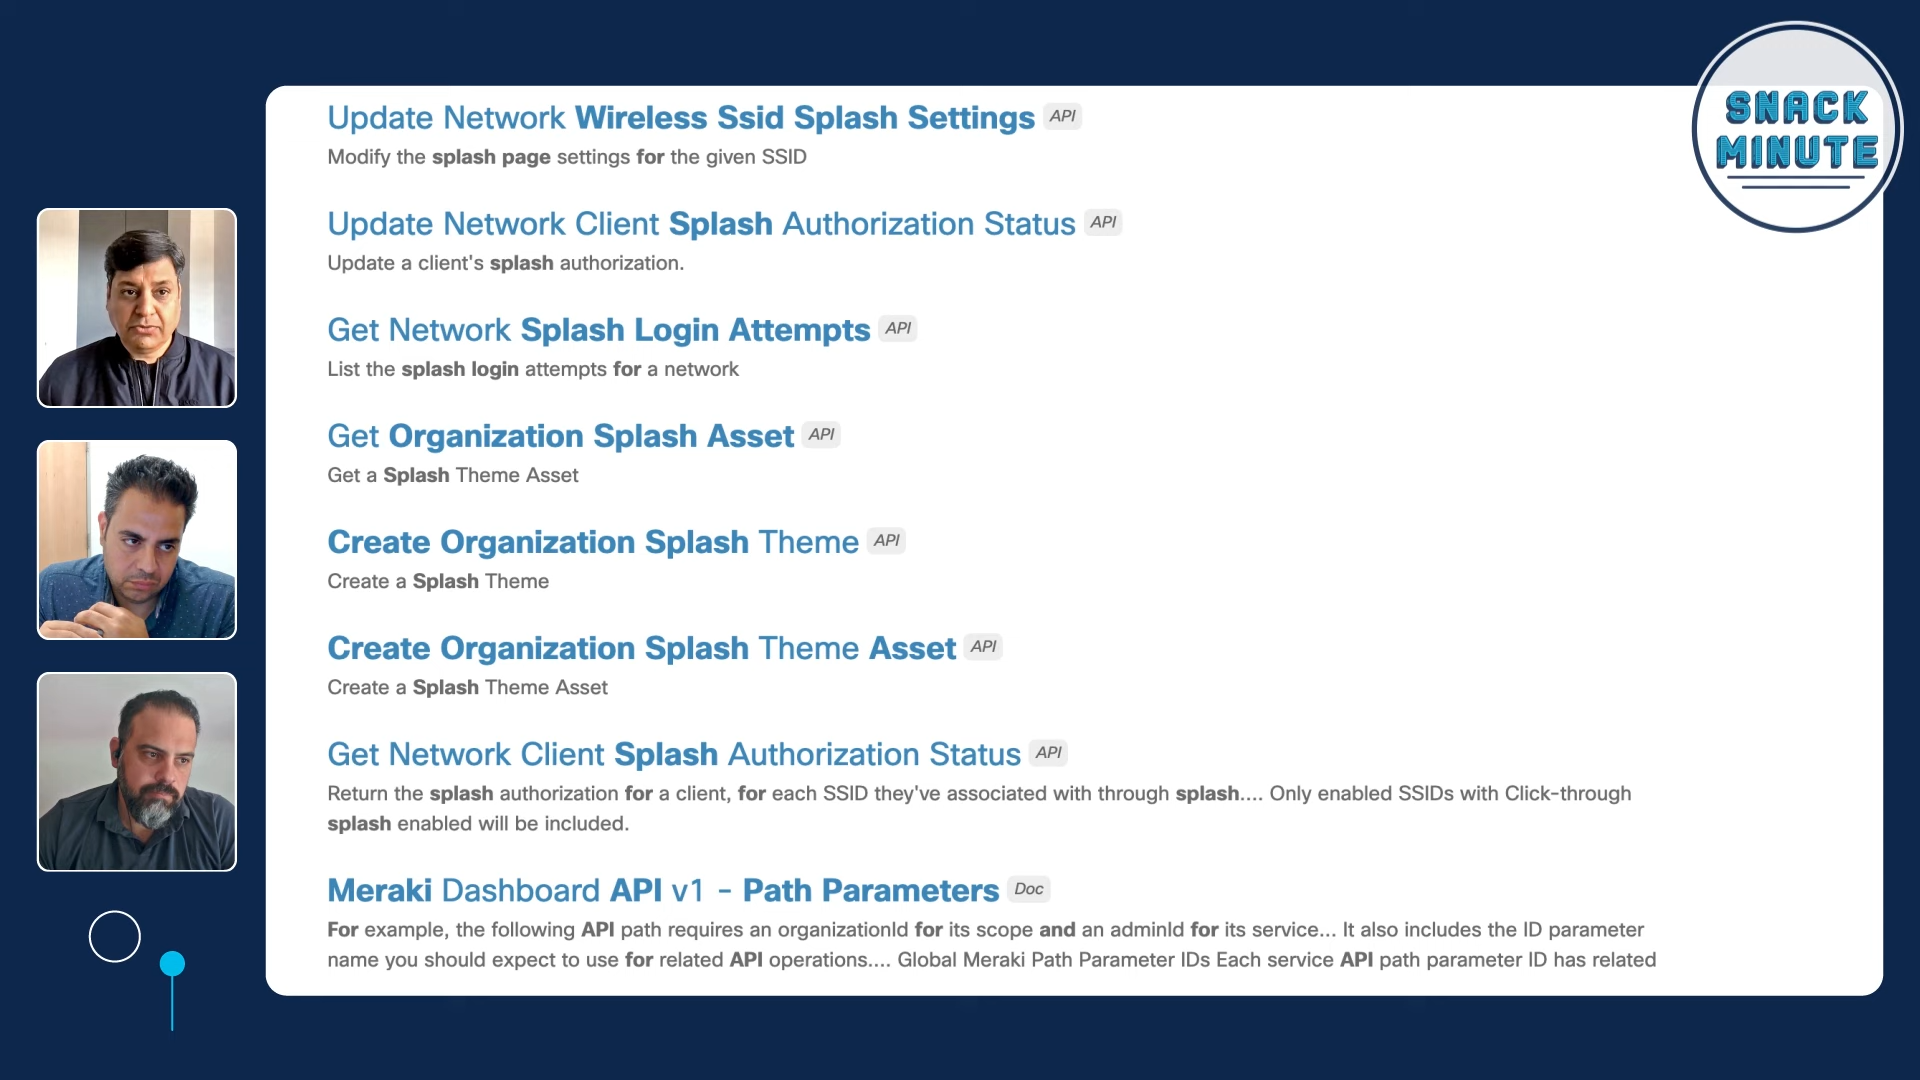 SNACK
MINUTE
Update Network Wireless Ssid Splash Settings API
Modify the splash page settings for the given SSID
Update Network Client Splash Authorization Status API
Update a client's splash authorization.
Get Network Splash Login Attempts API
List the splash login attempts for a network
Get Organization Splash Asset API
Get a Splash Theme Asset
Create Organization Splash Theme API
Create a Splash Theme
Create Organization Splash Theme Asset API
Create a Splash Theme Asset
Get Network Client Splash Authorization Status API
Return the splash authorization for a client, for each SSID they've associated with through splash.... Only enabled SSIDs with Click-through
splash enabled will be included.
Meraki Dashboard API v1 - Path Parameters Doc
For example, the following API path requires an organizationId for its scope and an adminId for its service... It also includes the ID parameter
name you should expect to use for related API operations.... Global Meraki Path Parameter IDs Each service API path parameter ID has related